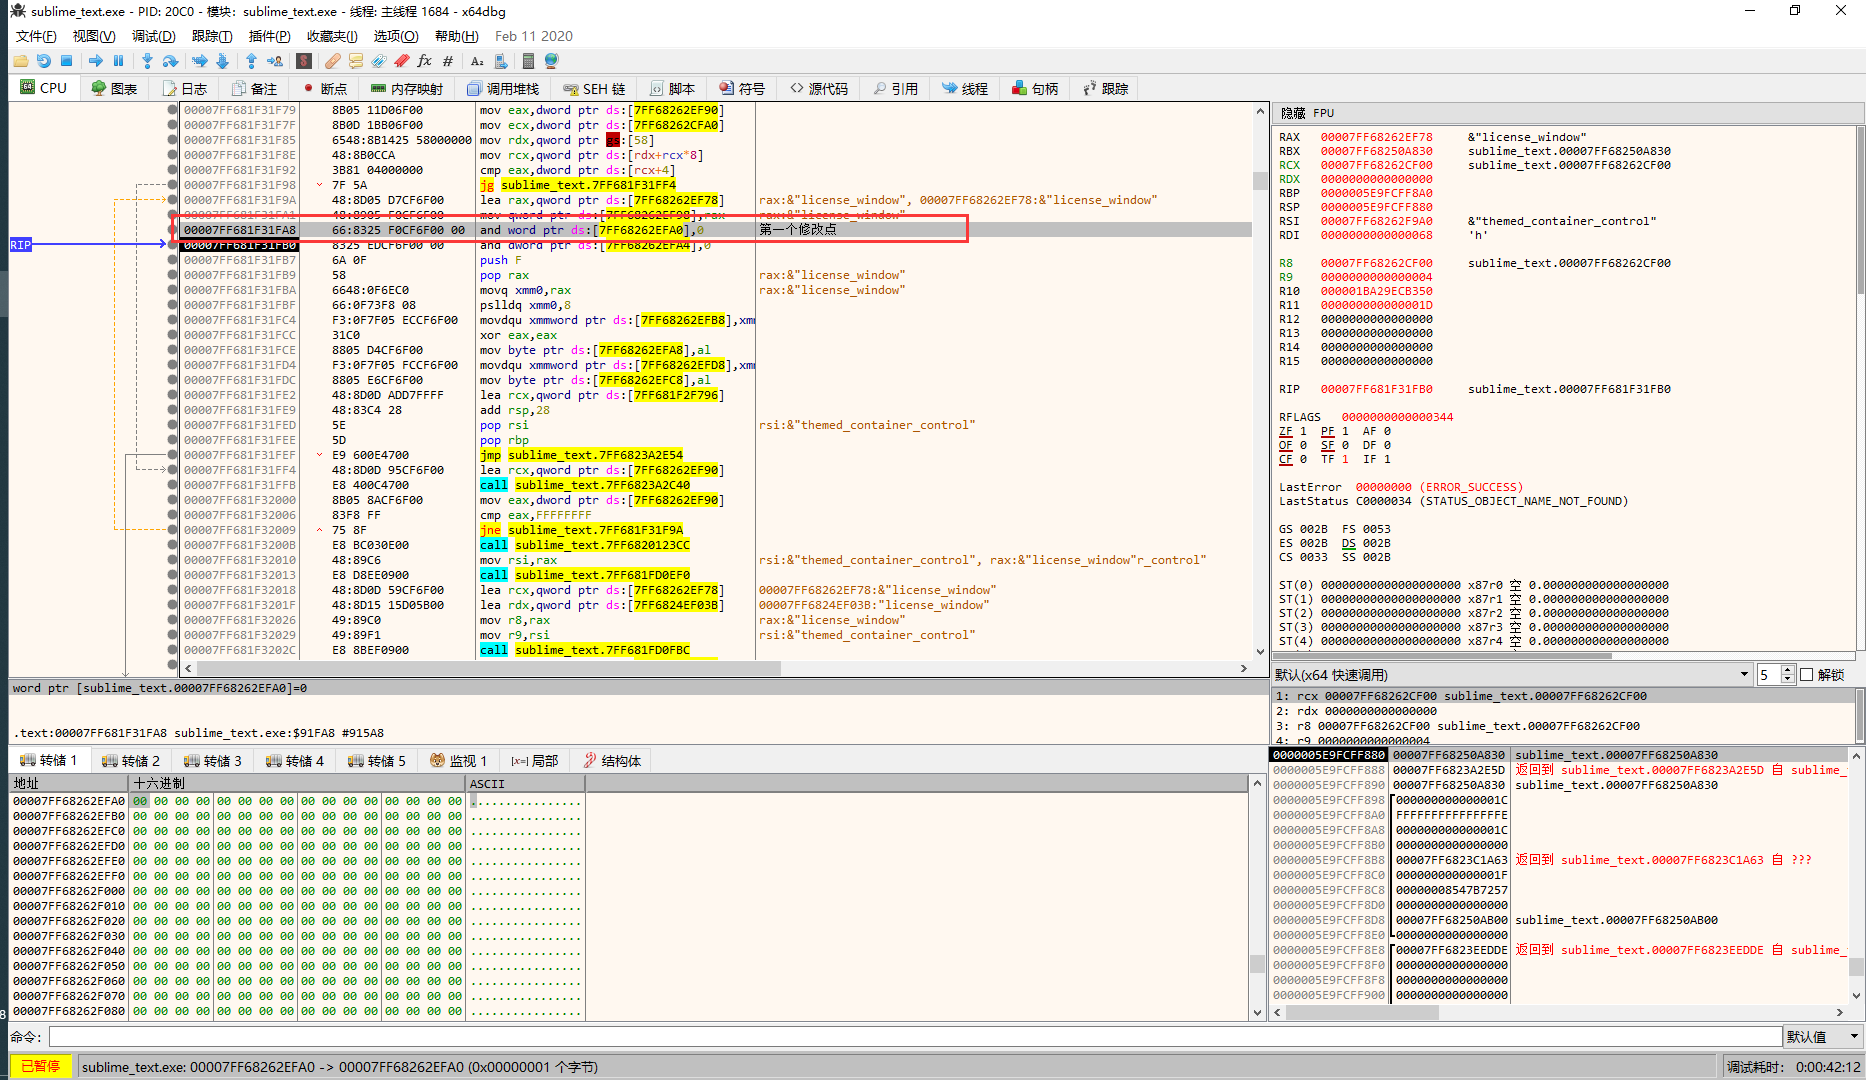 sublime_text.exe - PID: 20C0 - 模块: sublime_text.exe - 线程: 主线程 1684 - x64dbg
文件(F) 视图(V) 调试(D) 跟踪(T) 插件(P) 收藏夹(I) 选项(O) 帮助(H) Feb 11 2020
CPU 图表 日志 备注 断点 内存映射 调用堆栈 SEH 链 脚本 符号 源代码 引用 线程 句柄 跟踪
00007FF681F31F79 8B05 11D06F00 mov eax,dword ptr ds:[7FF68262EF90]
00007FF681F31F7F 8B0D 1BB06F00 mov ecx,dword ptr ds:[7FF68262CFA0]
00007FF681F31F85 6548:8B1425 58000000 mov rdx,qword ptr gs:[58]
00007FF681F31F8E 48:8B0CCA mov rcx,qword ptr ds:[rdx+rcx*8]
00007FF681F31F92 3B81 04000000 cmp eax,dword ptr ds:[rcx+4]
00007FF681F31F98 7F 5A jg sublime_text.7FF681F31FF4
00007FF681F31F9A 48:8D05 D7CF6F00 lea rax,qword ptr ds:[7FF68262EF78] rax:&"license_window", 00007FF68262EF78:&"license_window"
00007FF681F31FA1 48:8905 F0CF6F00 mov qword ptr ds:[7FF68262EF98],rax rax:&"license_window"
00007FF681F31FA8 66:8325 F0CF6F00 00 and word ptr ds:[7FF68262EFA0],0 第一个修改点
RIP 00007FF681F31FB0 8325 EDCF6F00 00 and dword ptr ds:[7FF68262EFA4],0
00007FF681F31FB7 6A 0F push F
00007FF681F31FB9 58 pop rax rax:&"license_window"
00007FF681F31FBA 6648:0F6EC0 movq xmm0,rax rax:&"license_window"
00007FF681F31FBF 66:0F73F8 08 pslldq xmm0,8
00007FF681F31FC4 F3:0F7F05 ECCF6F00 movdqu xmmword ptr ds:[7FF68262EFB8],xmm
00007FF681F31FCC 31C0 xor eax,eax
00007FF681F31FCE 8805 D4CF6F00 mov byte ptr ds:[7FF68262EFA8],al
00007FF681F31FD4 F3:0F7F05 FCCF6F00 movdqu xmmword ptr ds:[7FF68262EFD8],xmm
00007FF681F31FDC 8805 E6CF6F00 mov byte ptr ds:[7FF68262EFC8],al
00007FF681F31FE2 48:8D0D ADD7FFFF lea rcx,qword ptr ds:[7FF681F2F796]
00007FF681F31FE9 48:83C4 28 add rsp,28
00007FF681F31FED 5E pop rsi rsi:&"themed_container_control"
00007FF681F31FEE 5D pop rbp
00007FF681F31FEF E9 600E4700 jmp sublime_text.7FF6823A2E54
00007FF681F31FF4 48:8D0D 95CF6F00 lea rcx,qword ptr ds:[7FF68262EF90]
00007FF681F31FFB E8 400C4700 call sublime_text.7FF6823A2C40
00007FF681F32000 8B05 8ACF6F00 mov eax,dword ptr ds:[7FF68262EF90]
00007FF681F32006 83F8 FF cmp eax,FFFFFFFF
00007FF681F32009 75 8F jne sublime_text.7FF681F31F9A
00007FF681F3200B E8 BC030E00 call sublime_text.7FF6820123CC
00007FF681F32010 48:89C6 mov rsi,rax rsi:&"themed_container_control", rax:&"license_window"r_control"
00007FF681F32013 E8 D8EE0900 call sublime_text.7FF681FD0EF0
00007FF681F32018 48:8D0D 59CF6F00 lea rcx,qword ptr ds:[7FF68262EF78] 00007FF68262EF78:&"license_window"
00007FF681F3201F 48:8D15 15D05B00 lea rdx,qword ptr ds:[7FF6824EF03B] 00007FF6824EF03B:"license_window"
00007FF681F32026 49:89C0 mov r8,rax rax:&"license_window"
00007FF681F32029 49:89F1 mov r9,rsi rsi:&"themed_container_control"
00007FF681F3202C E8 8BEF0900 call sublime_text.7FF681FD0FBC
word ptr [sublime_text.00007FF68262EFA0]=0
.text:00007FF681F31FA8 sublime_text.exe:$91FA8 #915A8
隐藏 FPU
RAX 00007FF68262EF78 &"license_window"
RBX 00007FF68250A830 sublime_text.00007FF68250A830
RCX 00007FF68262CF00 sublime_text.00007FF68262CF00
RDX 0000000000000000
RBP 0000005E9FCFF8A0
RSP 0000005E9FCFF880
RSI 00007FF68262F9A0 &"themed_container_control"
RDI 0000000000000068 'h'
R8 00007FF68262CF00 sublime_text.00007FF68262CF00
R9 0000000000000004
R10 000001BA29ECB350
R11 000000000000001D
R12 0000000000000000
R13 0000000000000000
R14 0000000000000000
R15 0000000000000000
RIP 00007FF681F31FB0 sublime_text.00007FF681F31FB0
RFLAGS 0000000000000344
ZF 1 PF 1 AF 0
OF 0 SF 0 DF 0
CF 0 TF 1 IF 1
LastError 00000000 (ERROR_SUCCESS)
LastStatus C0000034 (STATUS_OBJECT_NAME_NOT_FOUND)
GS 002B FS 0053
ES 002B DS 002B
CS 0033 SS 002B
ST(0) 00000000000000000000 x87r0 空 0.000000000000000000
ST(1) 00000000000000000000 x87r1 空 0.000000000000000000
ST(2) 00000000000000000000 x87r2 空 0.000000000000000000
ST(3) 00000000000000000000 x87r3 空 0.000000000000000000
ST(4) 00000000000000000000 x87r4 空 0.000000000000000000
默认(x64 快速调用) 5 解锁
1: rcx 00007FF68262CF00 sublime_text.00007FF68262CF00
2: rdx 0000000000000000
3: r8 00007FF68262CF00 sublime_text.00007FF68262CF00
4: r9 0000000000000004
转储 1 转储 2 转储 3 转储 4 转储 5 监视 1 [x=] 局部 结构体
地址 十六进制 ASCII
00007FF68262EFA0 00 00 00 00 00 00 00 00 00 00 00 00 00 00 00 00 ................
00007FF68262EFB0 00 00 00 00 00 00 00 00 00 00 00 00 00 00 00 00 ................
00007FF68262EFC0 00 00 00 00 00 00 00 00 00 00 00 00 00 00 00 00 ................
00007FF68262EFD0 00 00 00 00 00 00 00 00 00 00 00 00 00 00 00 00 ................
00007FF68262EFE0 00 00 00 00 00 00 00 00 00 00 00 00 00 00 00 00 ................
00007FF68262EFF0 00 00 00 00 00 00 00 00 00 00 00 00 00 00 00 00 ................
00007FF68262F000 00 00 00 00 00 00 00 00 00 00 00 00 00 00 00 00 ................
00007FF68262F010 00 00 00 00 00 00 00 00 00 00 00 00 00 00 00 00 ................
00007FF68262F020 00 00 00 00 00 00 00 00 00 00 00 00 00 00 00 00 ................
00007FF68262F030 00 00 00 00 00 00 00 00 00 00 00 00 00 00 00 00 ................
00007FF68262F040 00 00 00 00 00 00 00 00 00 00 00 00 00 00 00 00 ................
00007FF68262F050 00 00 00 00 00 00 00 00 00 00 00 00 00 00 00 00 ................
00007FF68262F060 00 00 00 00 00 00 00 00 00 00 00 00 00 00 00 00 ................
00007FF68262F070 00 00 00 00 00 00 00 00 00 00 00 00 00 00 00 00 ................
00007FF68262F080 00 00 00 00 00 00 00 00 00 00 00 00 00 00 00 00 ................
0000005E9FCFF880 00007FF68250A830 sublime_text.00007FF68250A830
0000005E9FCFF888 00007FF6823A2E5D 返回到 sublime_text.00007FF6823A2E5D 自 sublime_
0000005E9FCFF890 00007FF68250A830 sublime_text.00007FF68250A830
0000005E9FCFF898 000000000000001C
0000005E9FCFF8A0 FFFFFFFFFFFFFFFE
0000005E9FCFF8A8 000000000000001C
0000005E9FCFF8B0 0000000000000000
0000005E9FCFF8B8 00007FF6823C1A63 返回到 sublime_text.00007FF6823C1A63 自 ???
0000005E9FCFF8C0 000000000000001F
0000005E9FCFF8C8 00000008547B7257
0000005E9FCFF8D0 0000000000000000
0000005E9FCFF8D8 00007FF68250AB00 sublime_text.00007FF68250AB00
0000005E9FCFF8E0 0000000000000000
0000005E9FCFF8E8 00007FF6823EEDDE 返回到 sublime_text.00007FF6823EEDDE 自 sublime_
0000005E9FCFF8F0 0000000000000000
0000005E9FCFF8F8 0000000000000000
0000005E9FCFF900 0000000000000000
命令: 默认值
已暂停 sublime_text.exe: 00007FF68262EFA0 -> 00007FF68262EFA0 (0x00000001 个字节) 调试耗时: 0:00:42:12